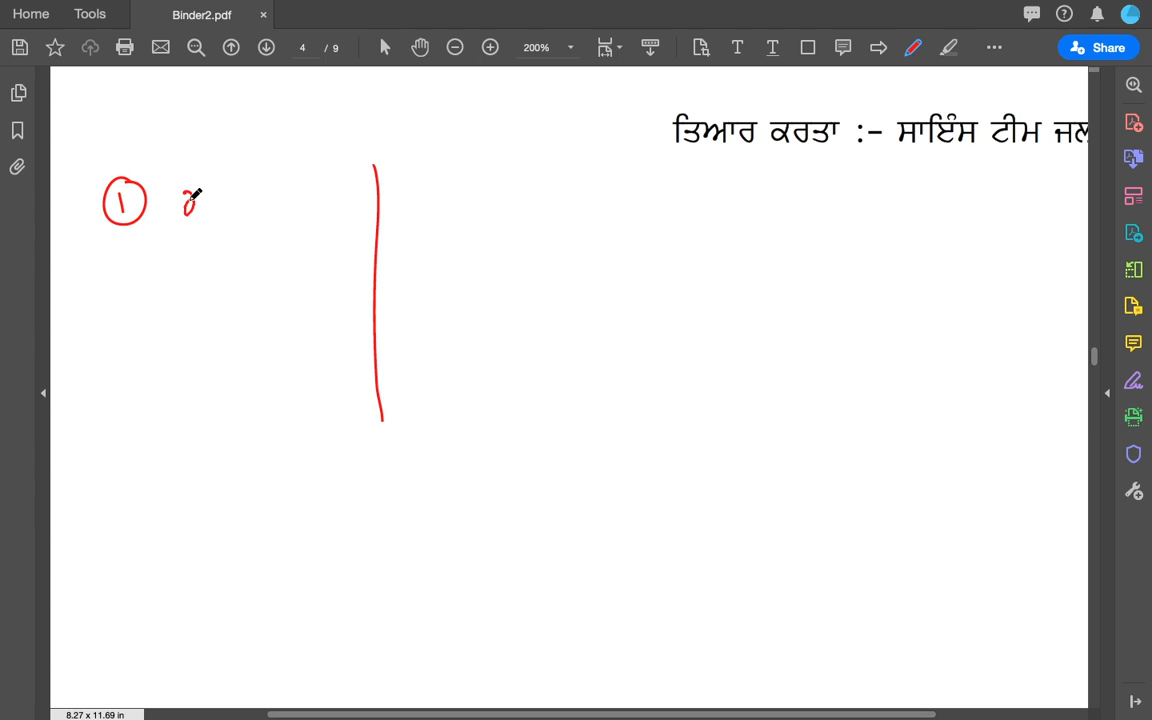 Home Tools Binder2.pdf ×
4 / 9 200% Share
ਤਿਆਰ ਕਰਤਾ :– ਸਾਇੰਸ ਟੀਮ ਜਲ
1
8.27 x 11.69 in